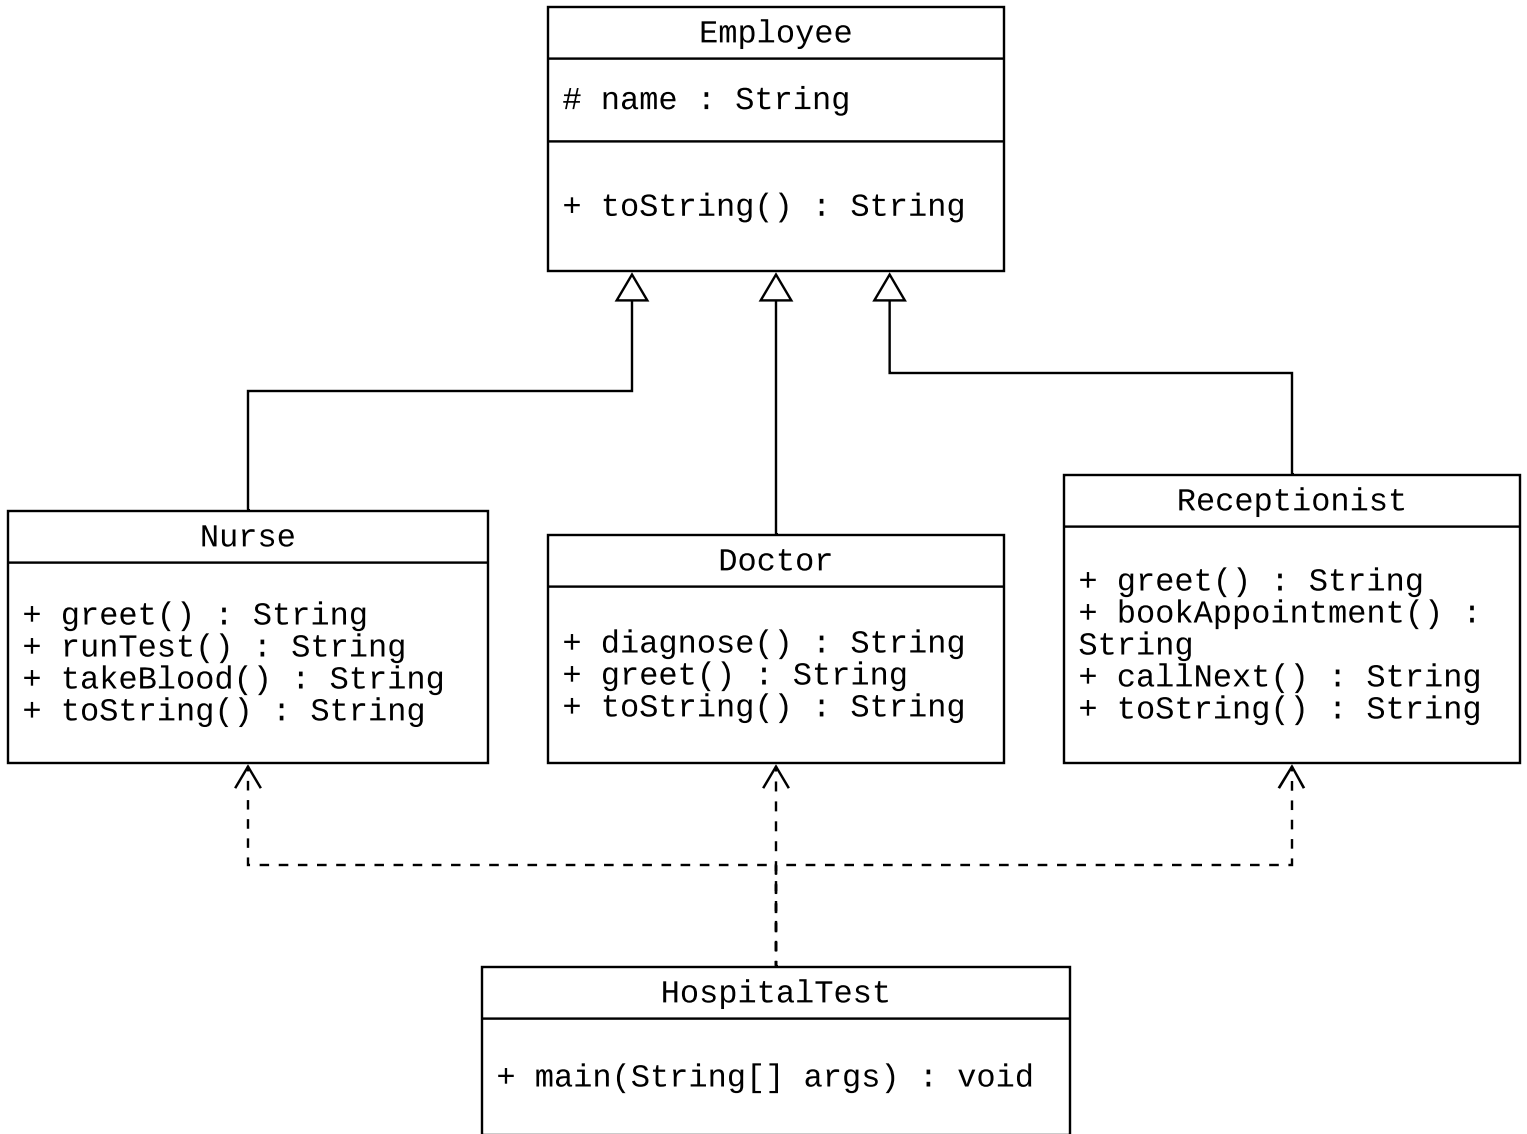 Employee
# name : String
+ toString() : String
Nurse
+ greet() : String
+ runTest() : String
+ takeBlood() : String
+ toString() : String
Doctor
+ diagnose() : String
+ greet() : String
+ toString() : String
Receptionist
+ greet() : String
+ bookAppointment() :
String
+ callNext() : String
+ toString() : String
HospitalTest
+ main(String[] args) : void